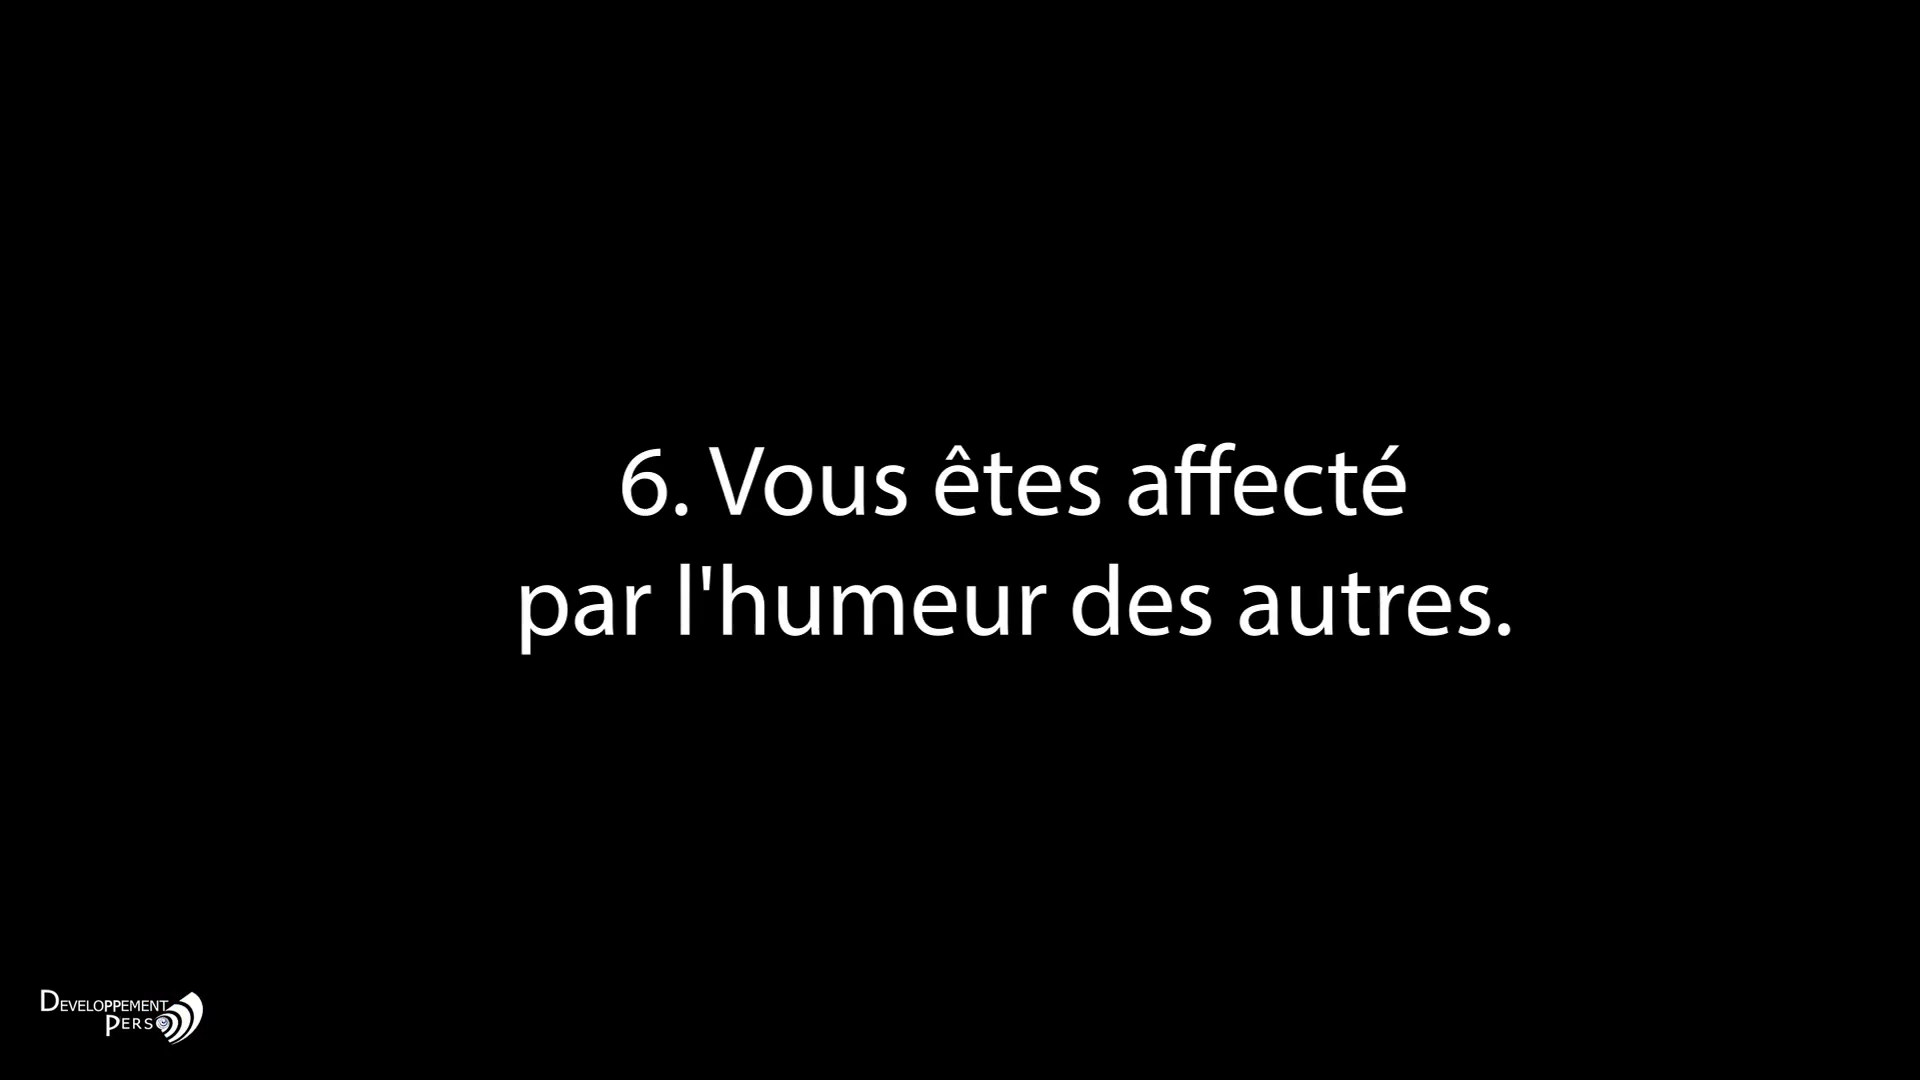 6. Vous êtes affecté
par l'humeur des autres.
DEVELOPPEMENT
PERSO